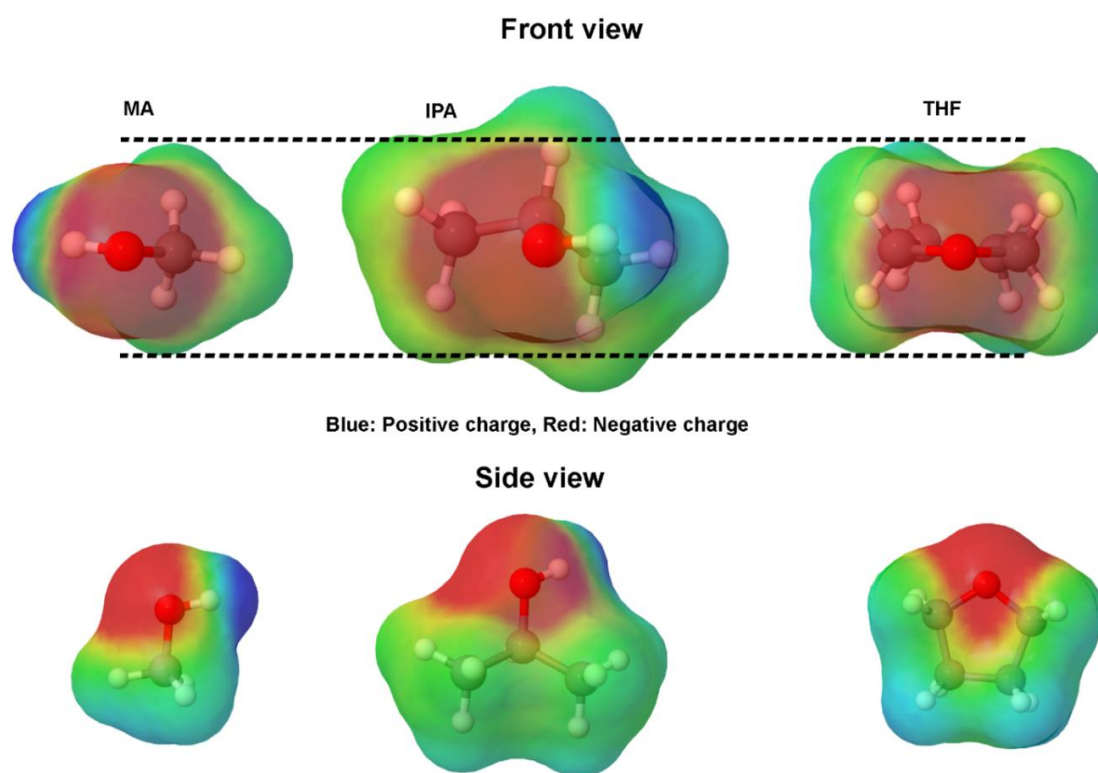 Front view
MA
IPA
THF
Blue: Positive charge, Red: Negative charge
Side view